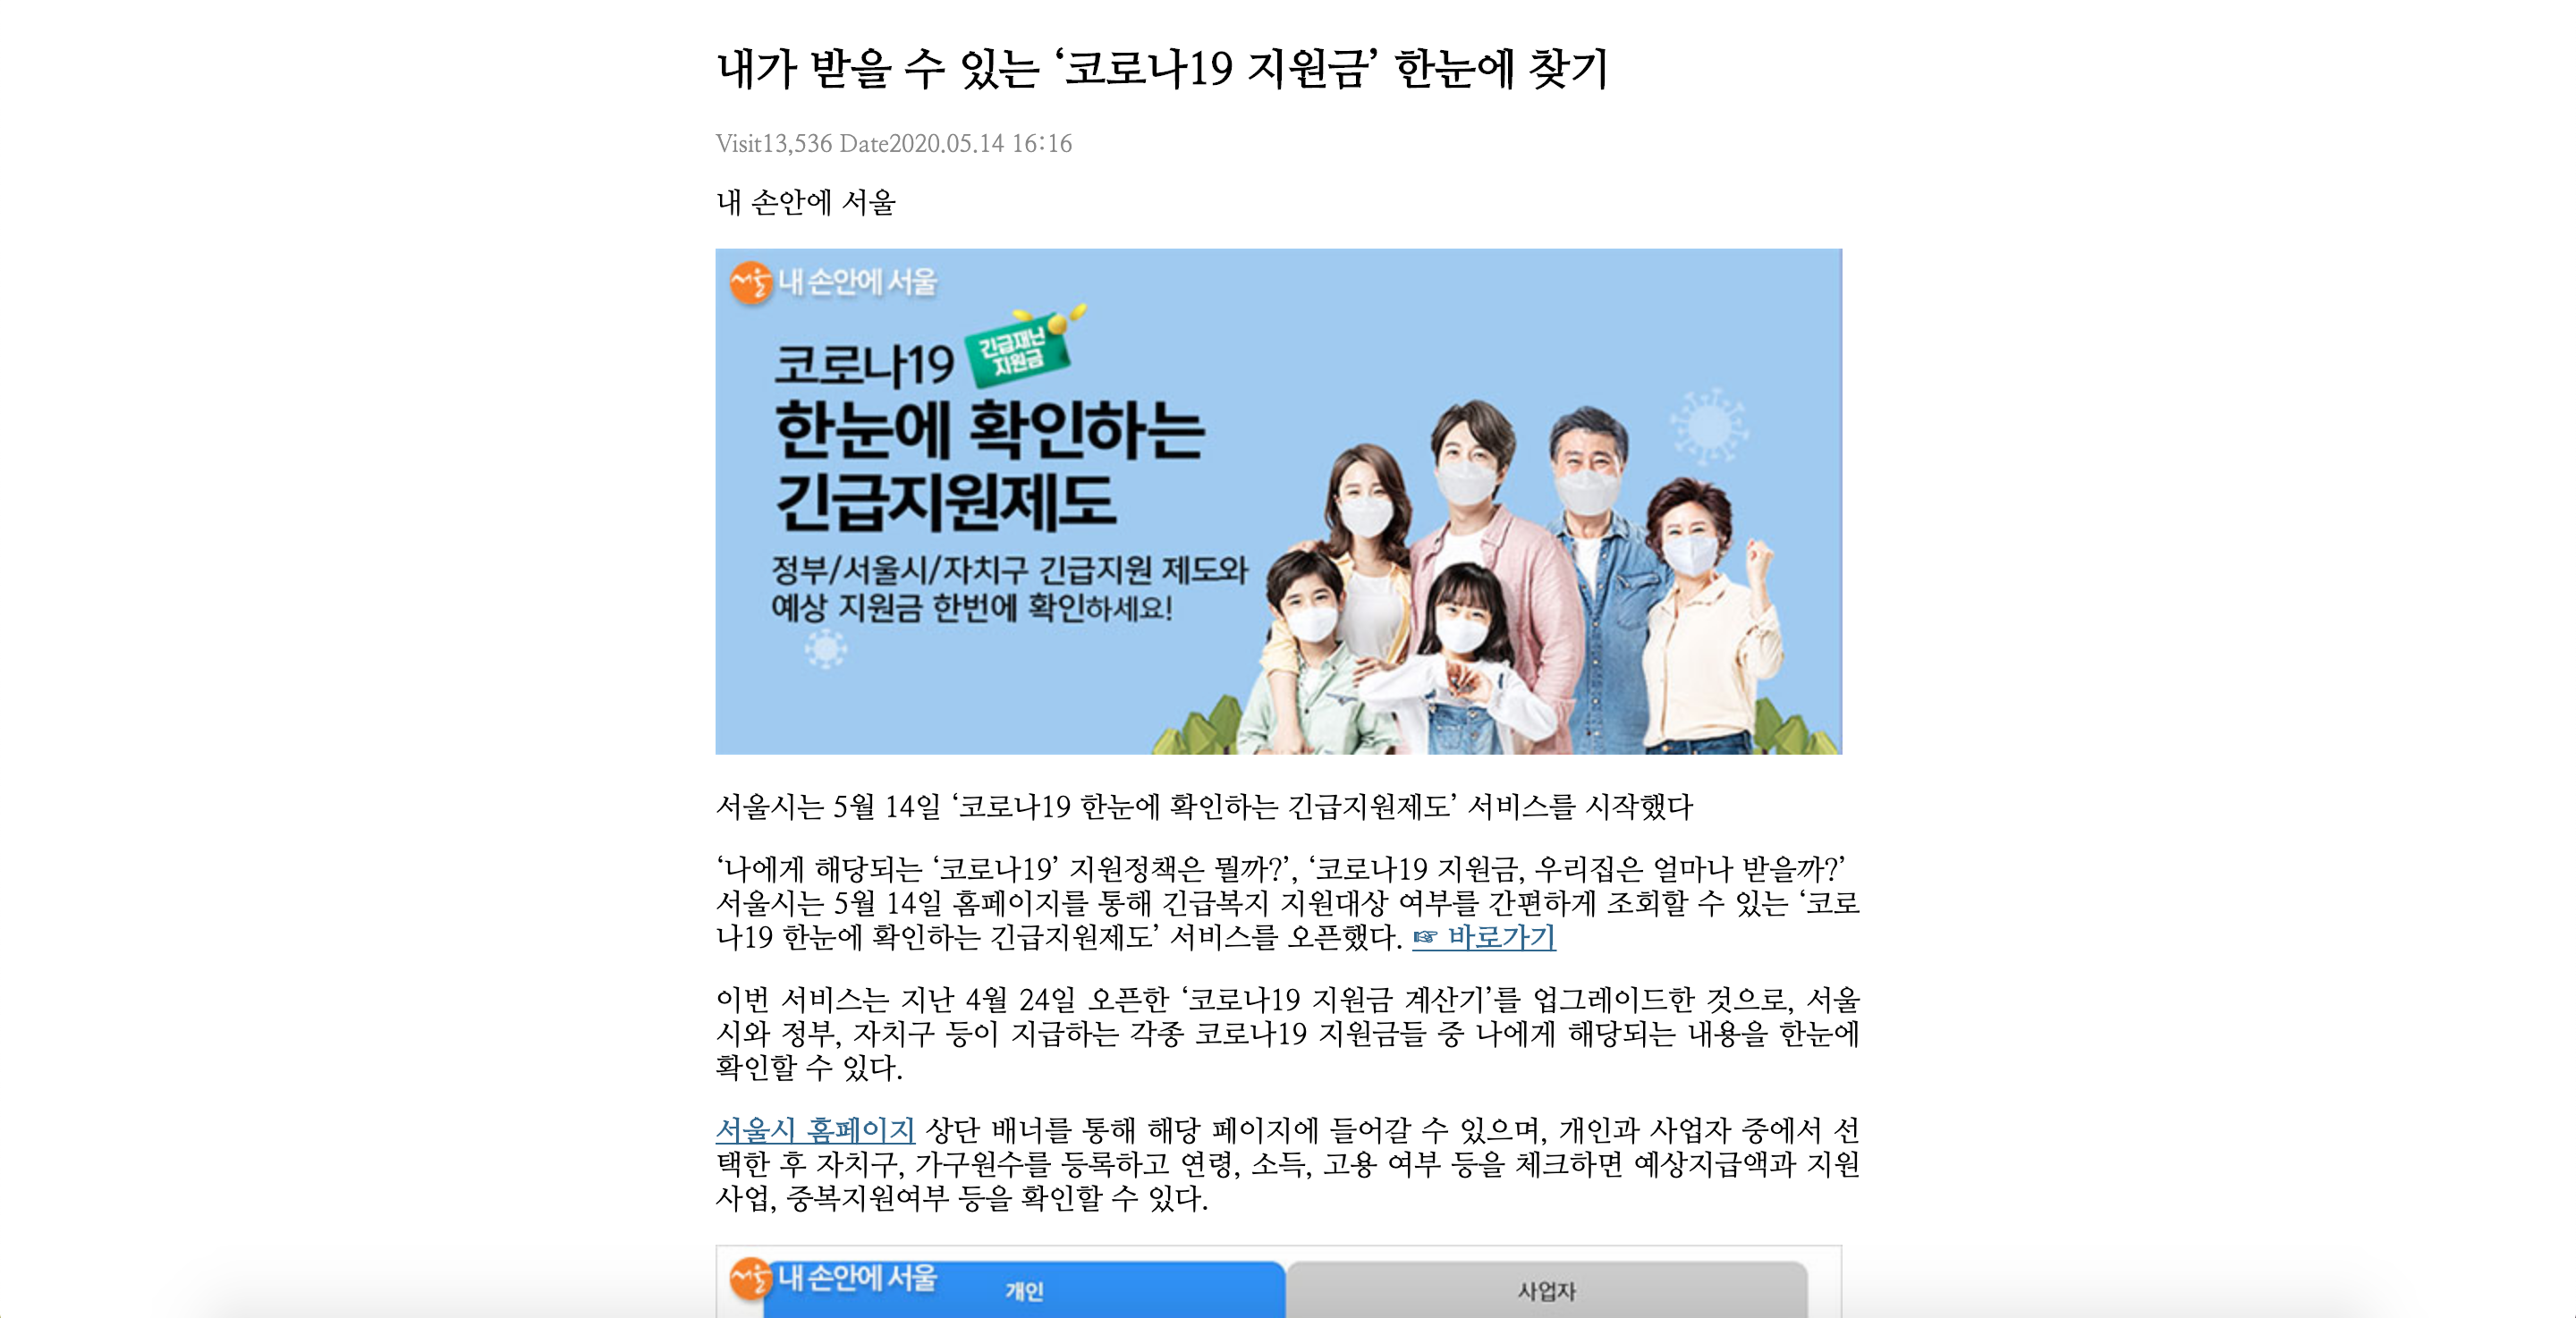 내가 받을 수 있는 ‘코로나19 지원금’ 한눈에 찾기
Visit13,536 Date2020.05.14 16:16
내 손안에 서울
서울 내 손안에 서울
긴급재난
지원금
코로나19
한눈에 확인하는
긴급지원제도
정부/서울시/자치구 긴급지원 제도와
예상 지원금 한번에 확인하세요!
서울시는 5월 14일 ‘코로나19 한눈에 확인하는 긴급지원제도’ 서비스를 시작했다
‘나에게 해당되는 ‘코로나19’ 지원정책은 뭘까?’, ‘코로나19 지원금, 우리집은 얼마나 받을까?’
서울시는 5월 14일 홈페이지를 통해 긴급복지 지원대상 여부를 간편하게 조회할 수 있는 ‘코로
나19 한눈에 확인하는 긴급지원제도’ 서비스를 오픈했다. ☞ 바로가기
이번 서비스는 지난 4월 24일 오픈한 ‘코로나19 지원금 계산기’를 업그레이드한 것으로, 서울
시와 정부, 자치구 등이 지급하는 각종 코로나19 지원금들 중 나에게 해당되는 내용을 한눈에
확인할 수 있다.
서울시 홈페이지 상단 배너를 통해 해당 페이지에 들어갈 수 있으며, 개인과 사업자 중에서 선
택한 후 자치구, 가구원수를 등록하고 연령, 소득, 고용 여부 등을 체크하면 예상지급액과 지원
사업, 중복지원여부 등을 확인할 수 있다.
서울 내 손안에 서울
개인
사업자